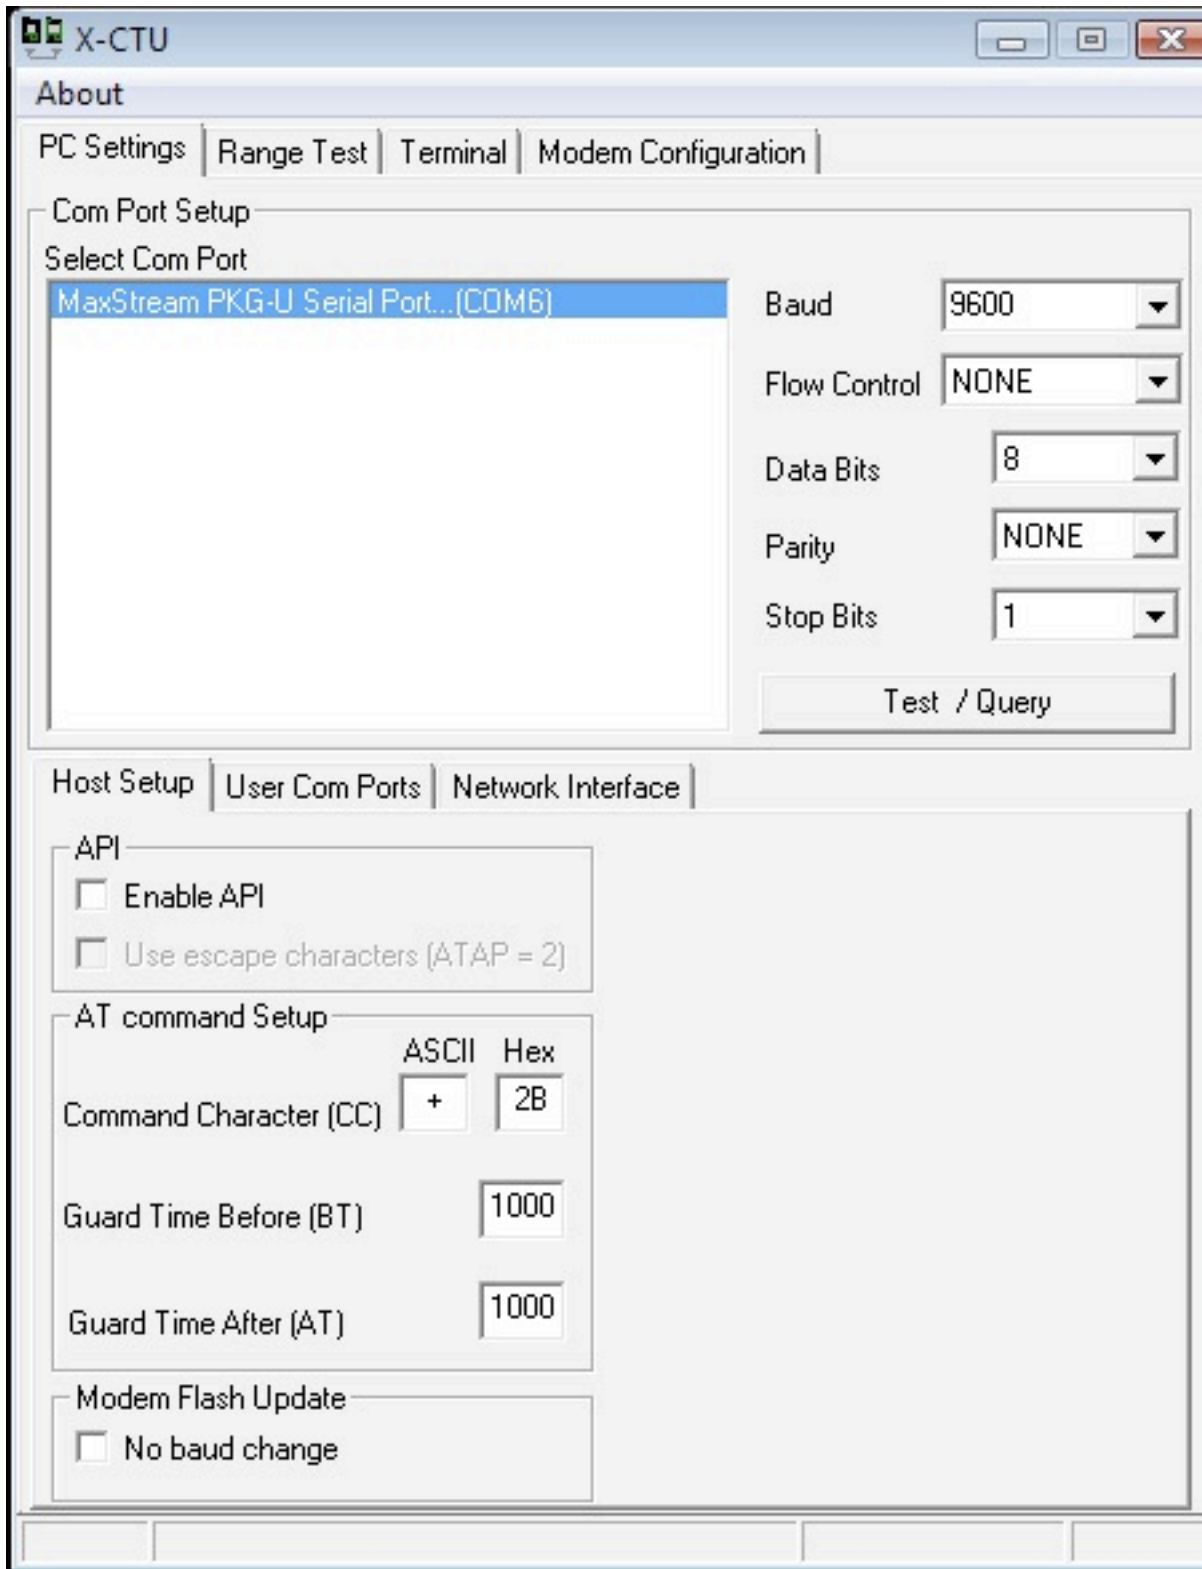 X-CTU
About
PC Settings Range Test Terminal Modem Configuration
Com Port Setup
Select Com Port
MaxStream PKG-U Serial Port...(COM6)
Baud 9600
Flow Control NONE
Data Bits 8
Parity NONE
Stop Bits 1
Test / Query
Host Setup User Com Ports Network Interface
API
Enable API
Use escape characters (ATAP = 2)
AT command Setup
ASCII Hex
Command Character (CC) + 2B
Guard Time Before (BT) 1000
Guard Time After (AT) 1000
Modem Flash Update
No baud change